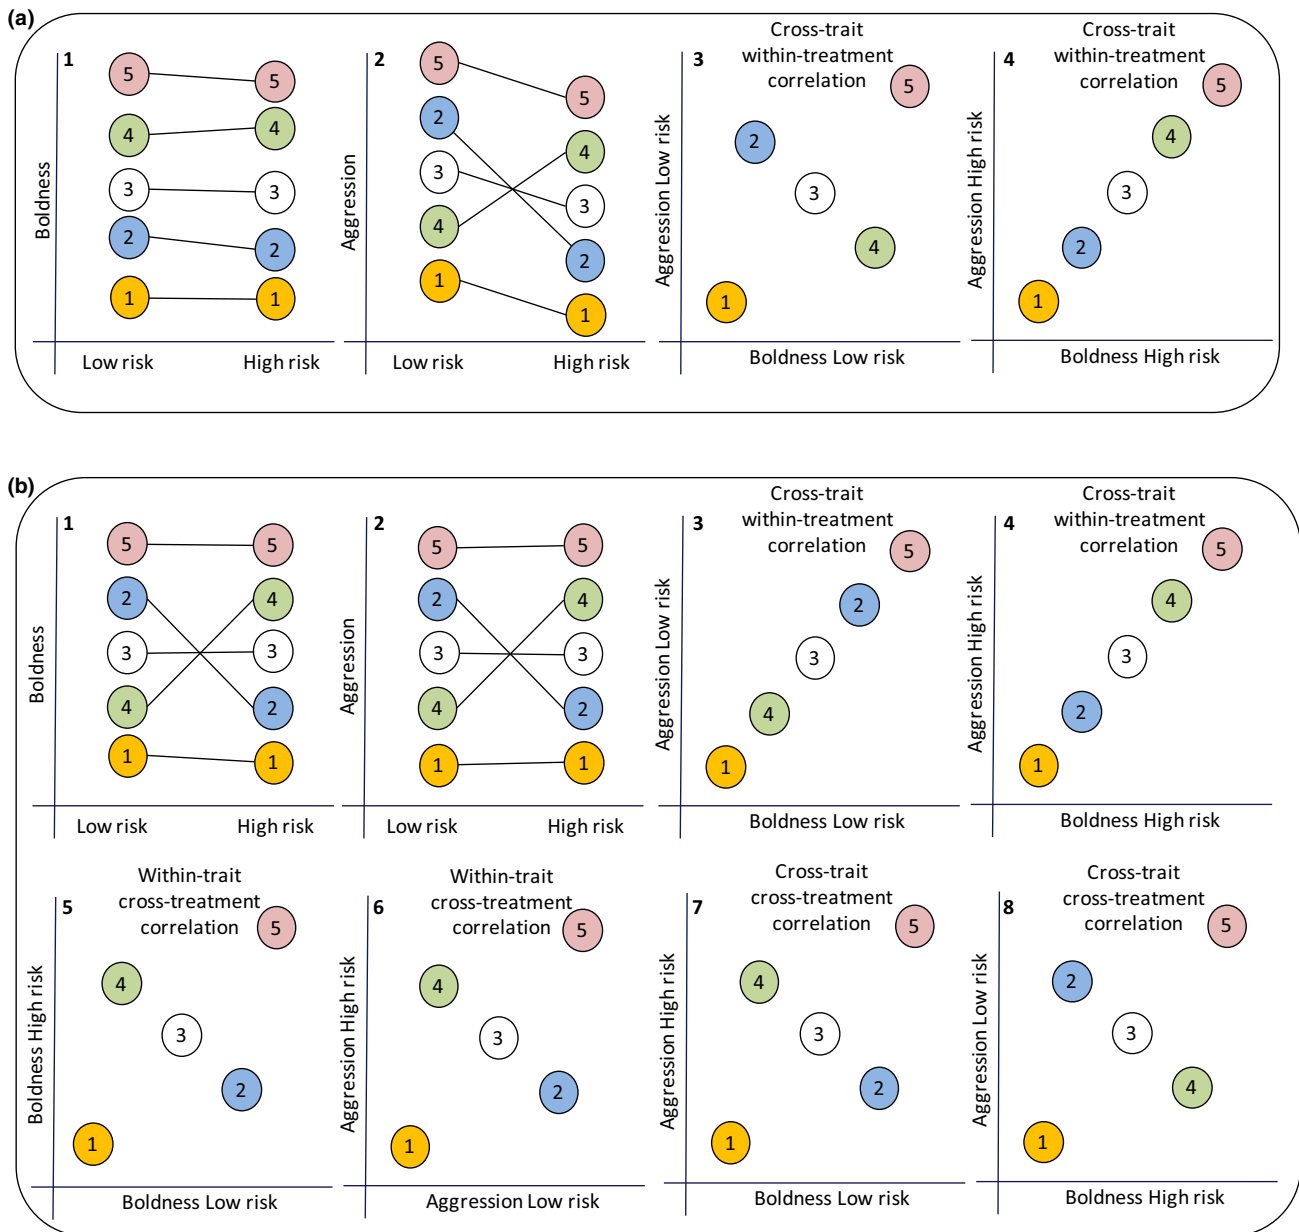 (a)
1
Boldness
5 5
4 4
3 3
2 2
1 1
Low risk High risk
2
Aggression
5 5
2 4
3 3
4 2
1 1
Low risk High risk
3
Cross-trait
within-treatment
correlation
Aggression Low risk
5
2
3
4
1
Boldness Low risk
4
Cross-trait
within-treatment
correlation
Aggression High risk
5
4
3
2
1
Boldness High risk
(b)
1
Boldness
5 5
2 4
3 3
4 2
1 1
Low risk High risk
2
Aggression
5 5
2 4
3 3
4 2
1 1
Low risk High risk
3
Cross-trait
within-treatment
correlation
Aggression Low risk
5
2
3
4
1
Boldness Low risk
4
Cross-trait
within-treatment
correlation
Aggression High risk
5
4
3
2
1
Boldness High risk
5
Within-trait
cross-treatment
correlation
Boldness High risk
5
4
3
2
1
Boldness Low risk
6
Within-trait
cross-treatment
correlation
Aggression High risk
5
4
3
2
1
Aggression Low risk
7
Cross-trait
cross-treatment
correlation
Aggression High risk
5
4
3
2
1
Boldness Low risk
8
Cross-trait
cross-treatment
correlation
Aggression Low risk
5
2
3
4
1
Boldness High risk